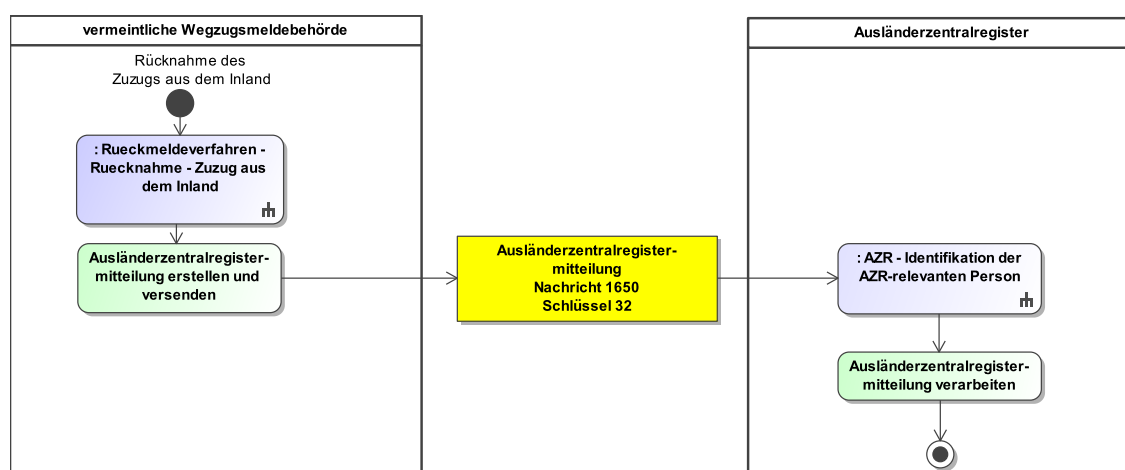 vermeintliche Wegzugsmeldebehörde
Rücknahme des
Zuzugs aus dem Inland
: Rueckmeldeverfahren -
Ruecknahme - Zuzug aus
dem Inland
Ausländerzentralregister-
mitteilung erstellen und
versenden
Ausländerzentralregister-
mitteilung
Nachricht 1650
Schlüssel 32
Ausländerzentralregister
: AZR - Identifikation der
AZR-relevanten Person
Ausländerzentralregister-
mitteilung verarbeiten